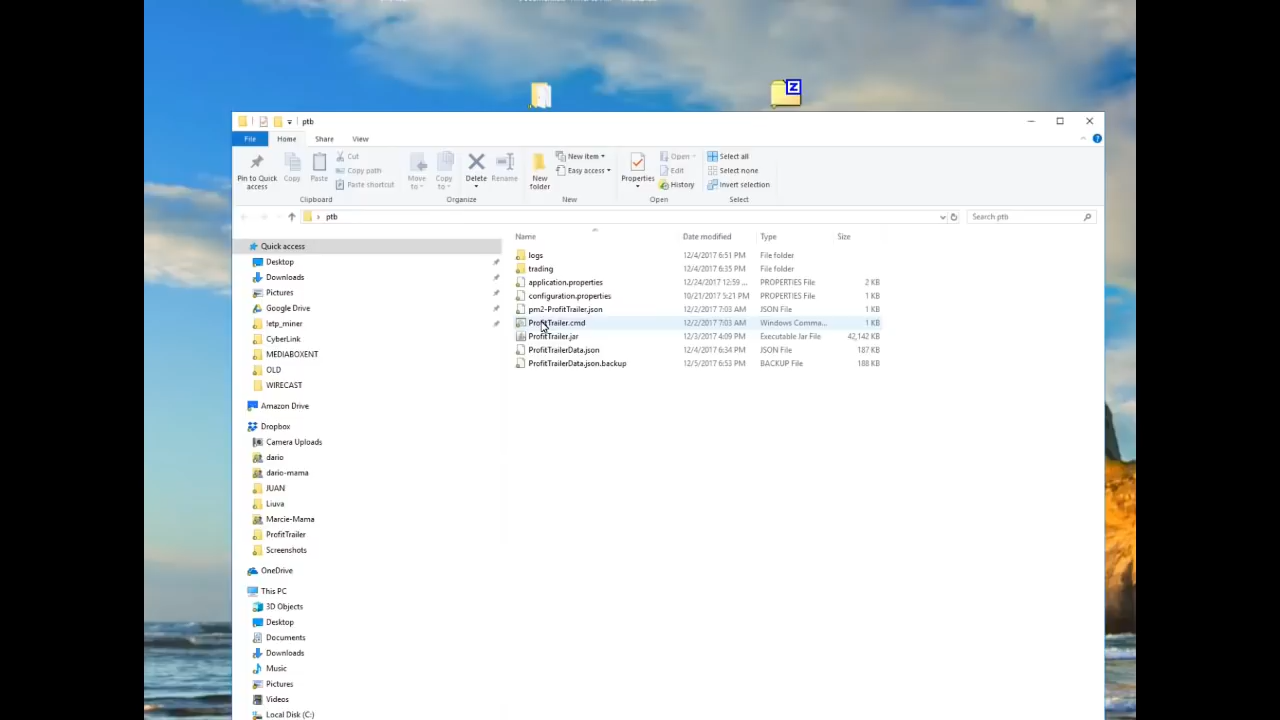 Z
ptb
File Home Share View
Pin to Quick access
Copy
Paste
Cut
Copy path
Paste shortcut
Move to
Copy to
Delete
Rename
New folder
New item
Easy access
Properties
Open
Edit
History
Select all
Select none
Invert selection
Clipboard Organize New Open Select
ptb
Search ptb
Name Date modified Type Size
Quick access
Desktop
Downloads
Pictures
Google Drive
!etp_miner
CyberLink
MEDIABOXENT
OLD
WIRECAST
Amazon Drive
Dropbox
Camera Uploads
dario
dario-mama
JUAN
Liuva
Marcie-Mama
ProfitTrailer
Screenshots
OneDrive
This PC
3D Objects
Desktop
Documents
Downloads
Music
Pictures
Videos
Local Disk (C:)
logs 12/4/2017 6:51 PM File folder
trading 12/4/2017 6:35 PM File folder
application.properties 12/24/2017 12:59 ... PROPERTIES File 2 KB
configuration.properties 10/21/2017 5:21 PM PROPERTIES File 1 KB
pm2-ProfitTrailer.json 12/2/2017 7:03 AM JSON File 1 KB
ProfitTrailer.cmd 12/2/2017 7:03 AM Windows Comma... 1 KB
ProfitTrailer.jar 12/3/2017 4:09 PM Executable Jar File 42,142 KB
ProfitTrailerData.json 12/4/2017 6:34 PM JSON File 187 KB
ProfitTrailerData.json.backup 12/5/2017 6:53 PM BACKUP File 188 KB